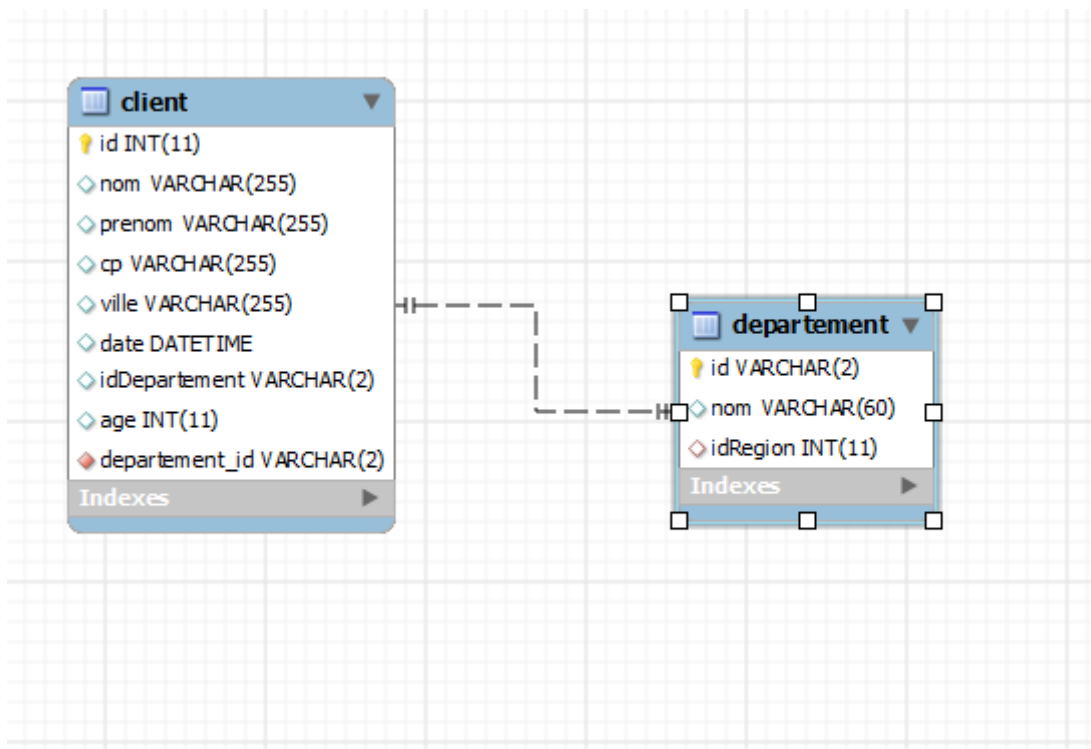 client
id INT(11)
nom VARCHAR(255)
prenom VARCHAR(255)
cp VARCHAR(255)
ville VARCHAR(255)
date DATETIME
idDepartement VARCHAR(2)
age INT(11)
departement_id VARCHAR(2)
Indexes
departement
id VARCHAR(2)
nom VARCHAR(60)
idRegion INT(11)
Indexes